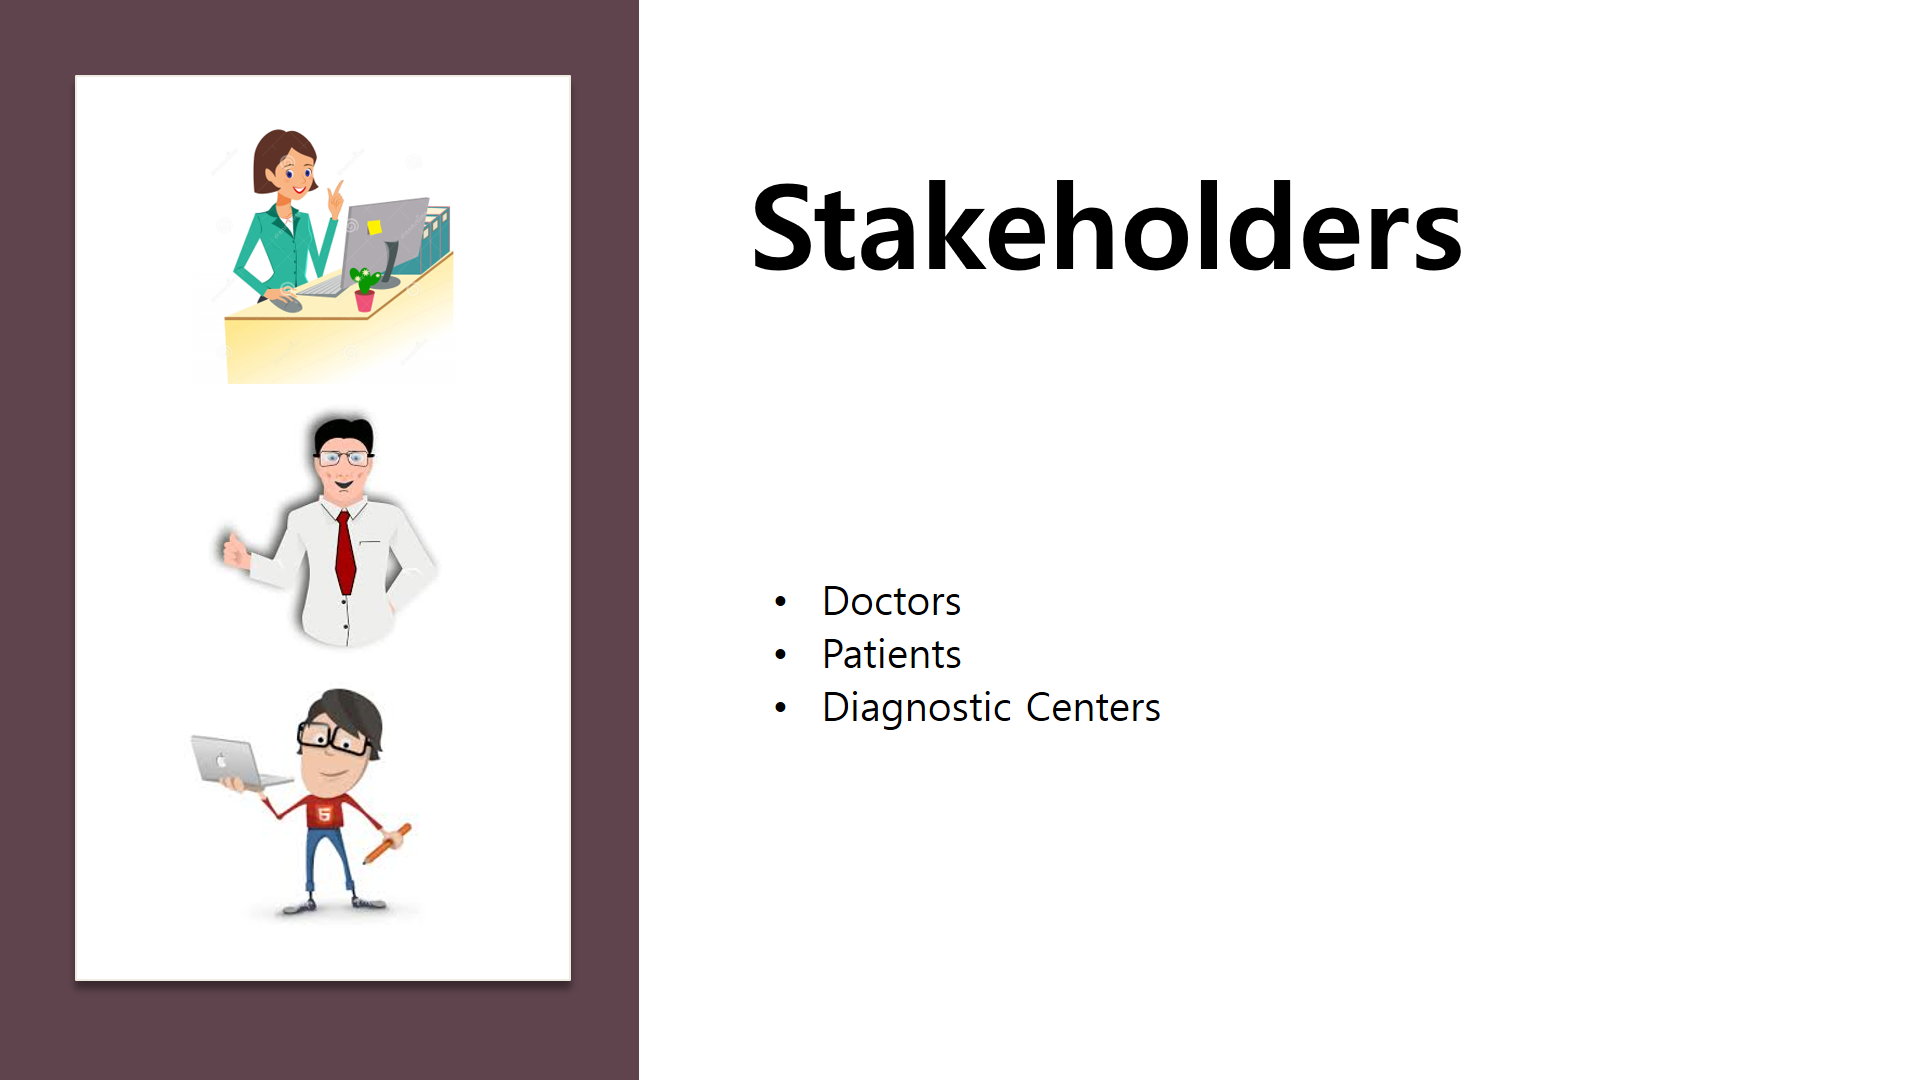 Stakeholders
• Doctors
• Patients
• Diagnostic Centers